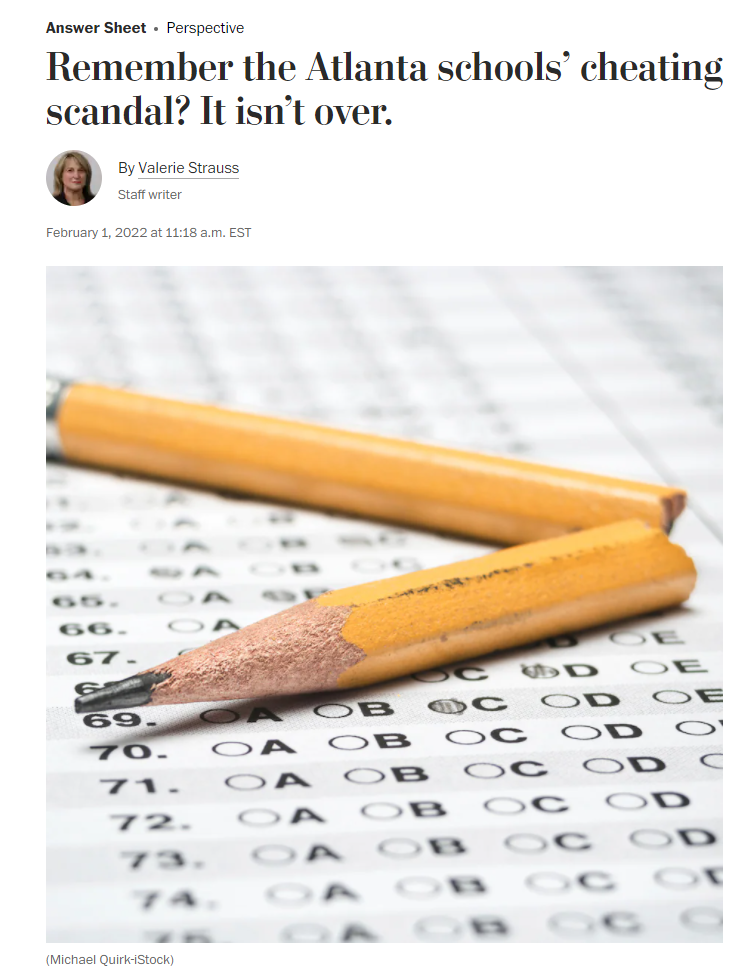 Answer Sheet • Perspective
Remember the Atlanta schools’ cheating
scandal? It isn’t over.
By Valerie Strauss
Staff writer
February 1, 2022 at 11:18 a.m. EST
A
63. A B
64. A B C
65. A B
66. A
67. B E
C D E
69. A B C D E
70. A B C D
71. A B C D
72. A B C D
73. A B C D
74. A B C
A B C
(Michael Quirk-iStock)